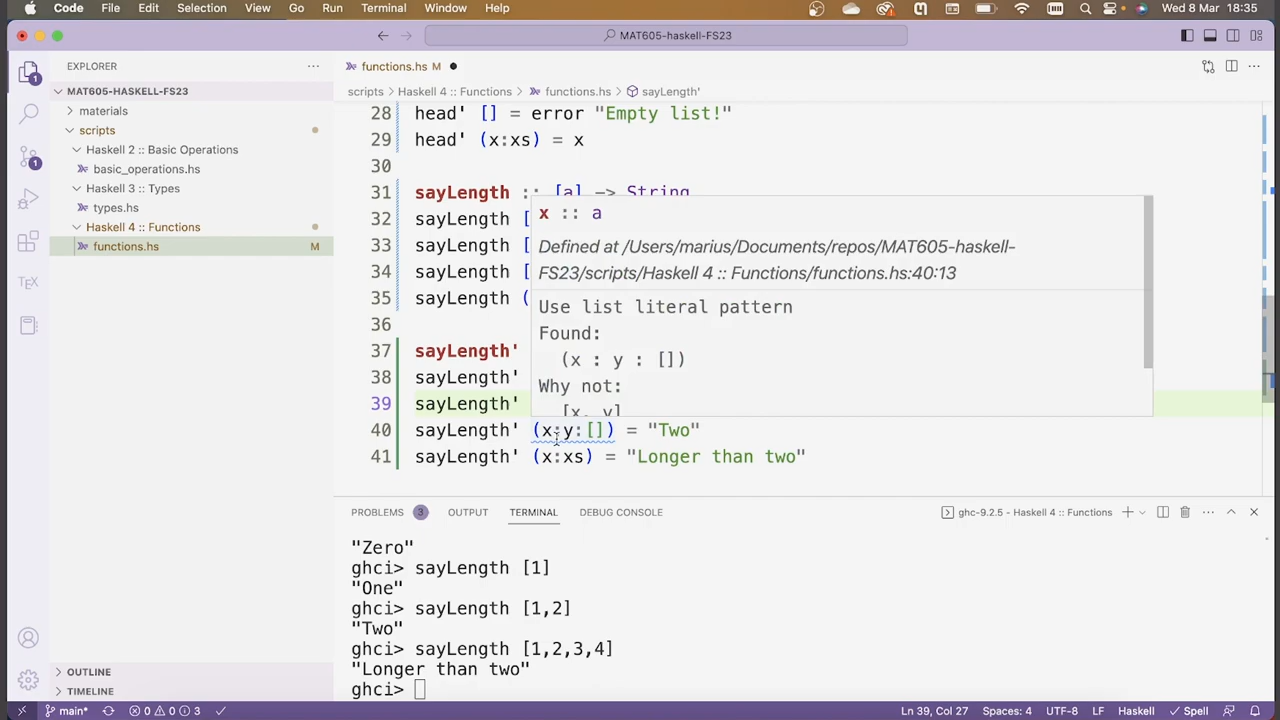 Code File Edit Selection View Go Run Terminal Window Help Wed 8 Mar 18:35
MAT605-haskell-FS23
EXPLORER
MAT605-HASKELL-FS23
materials
scripts
Haskell 2 :: Basic Operations
basic_operations.hs
Haskell 3 :: Types
types.hs
Haskell 4 :: Functions
functions.hs M
OUTLINE
TIMELINE
functions.hs M
scripts > Haskell 4 :: Functions > functions.hs > sayLength'
28 head' [] = error "Empty list!"
29 head' (x:xs) = x
30
31 sayLength :: [a] -> String
32 sayLength [
33 sayLength [
34 sayLength [
35 sayLength (
36
37 sayLength'
38 sayLength'
39 sayLength'
40 sayLength' (x:y:[]) = "Two"
41 sayLength' (x:xs) = "Longer than two"
x :: a
Defined at /Users/marius/Documents/repos/MAT605-haskell-
FS23/scripts/Haskell 4 :: Functions/functions.hs:40:13
Use list literal pattern
Found:
(x : y : [])
Why not:
[x, y]
PROBLEMS 3 OUTPUT TERMINAL DEBUG CONSOLE ghc-9.2.5 - Haskell 4 :: Functions
"Zero"
ghci> sayLength [1]
"One"
ghci> sayLength [1,2]
"Two"
ghci> sayLength [1,2,3,4]
"Longer than two"
ghci>
main* 0 0 3 Ln 39, Col 27 Spaces: 4 UTF-8 LF Haskell Spell